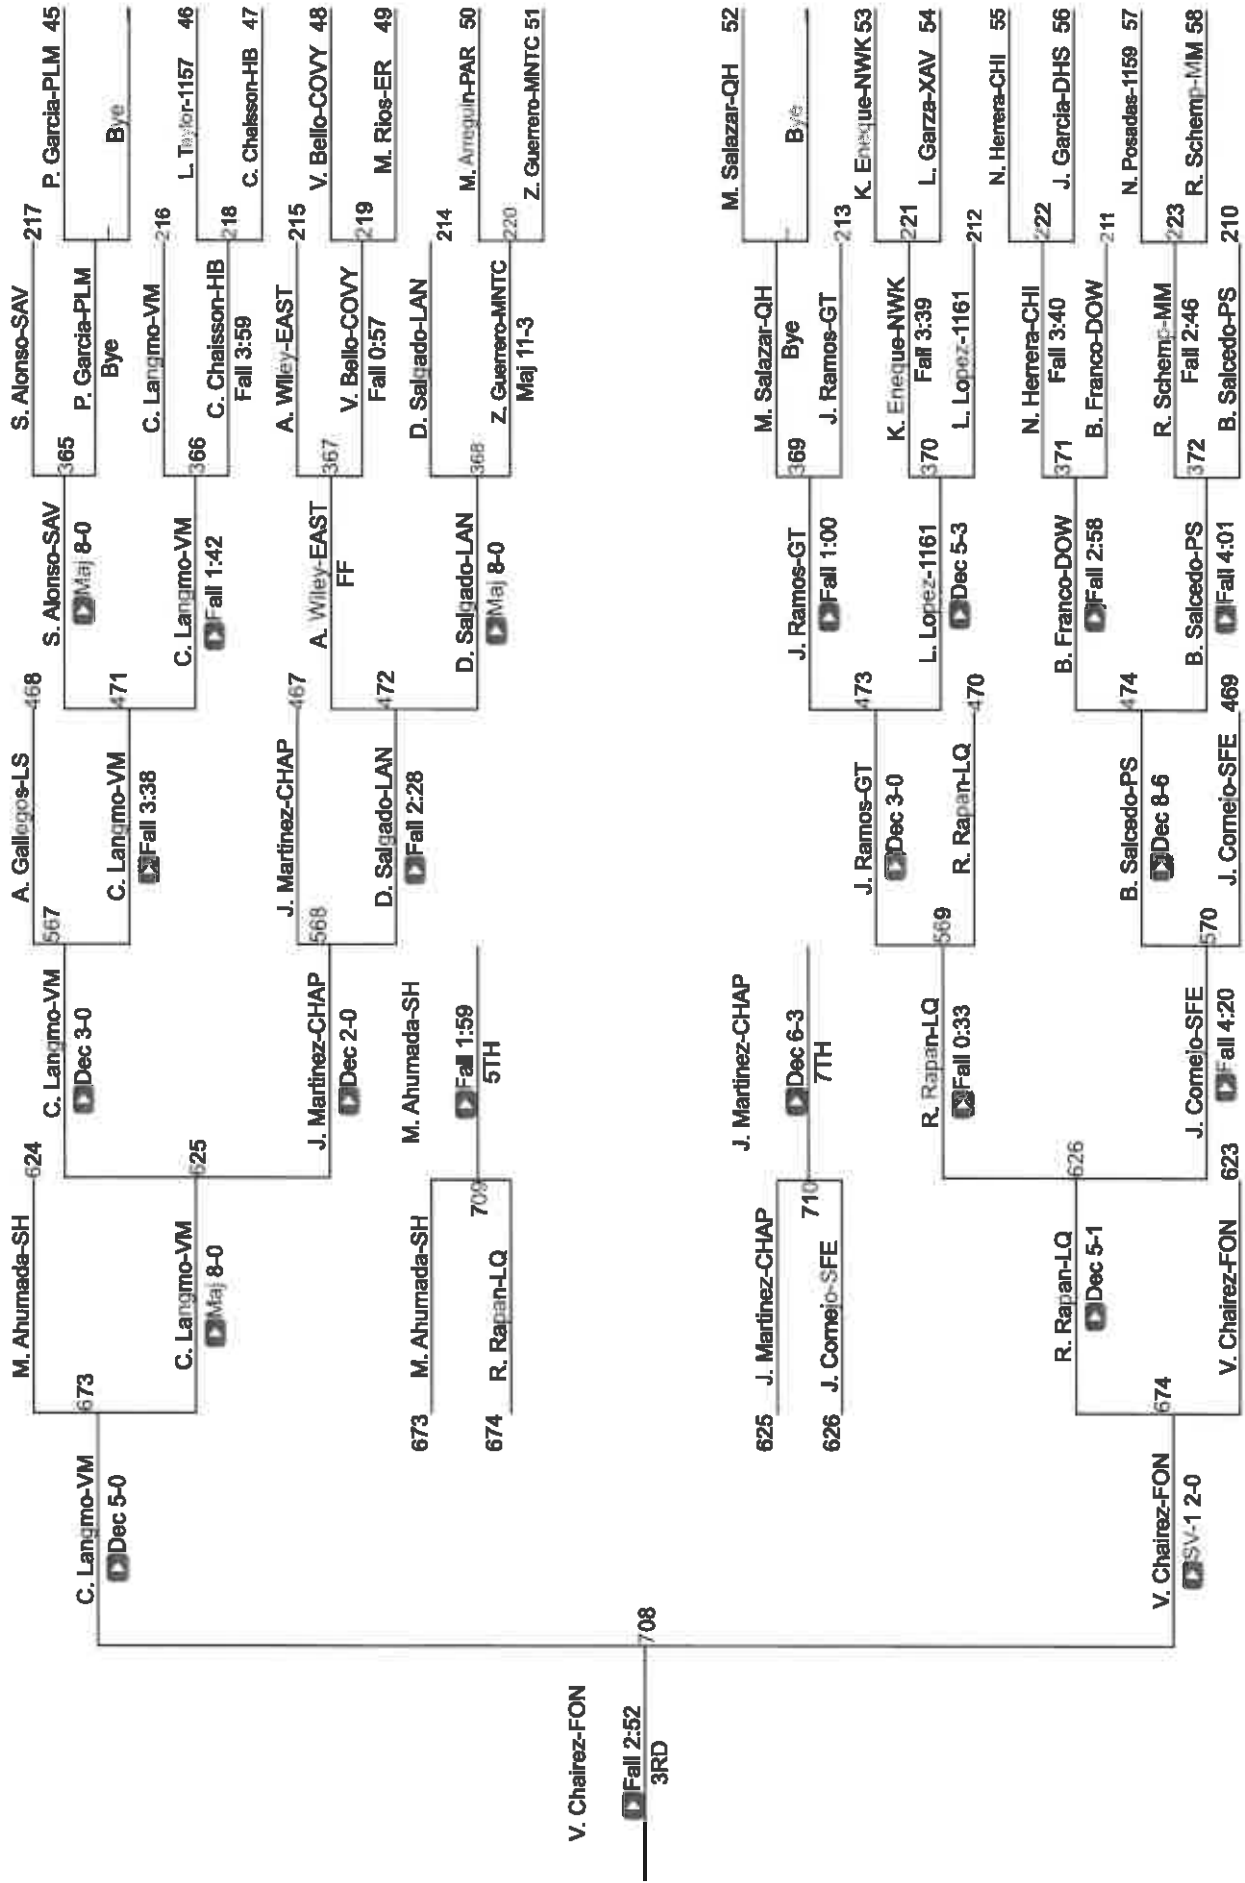 P. Garcia-PLM 45
Bye
L. Taylor-1157 46
C. Chaisson-HB 47
V. Bello-COVY 48
M. Rios-ER 49
M. Arreguin-PAR 50
Z. Guerrero-MNTC 51
M. Salazar-QH 52
Bye
K. Eneque-NWK 53
L. Garza-XAV 54
N. Herrera-CHI 55
J. Garcia-DHS 56
N. Posadas-1159 57
R. Schemp-MM 58
S. Alonso-SAV 217
P. Garcia-PLM
Bye
C. Langmo-VM 216
C. Chaisson-HB 218
Fall 3:59
A. Wiley-EAST 215
V. Bello-COVY 219
Fall 0:57
D. Salgado-LAN 214
Z. Guerrero-MNTC 220
Maj 11-3
M. Salazar-QH
Bye
J. Ramos-GT 213
K. Eneque-NWK 221
Fall 3:39
L. Lopez-1161 212
N. Herrera-CHI 222
Fall 3:40
B. Franco-DOW 211
R. Schemp-MM 223
Fall 2:46
B. Salcedo-PS 210
S. Alonso-SAV 365
Maj 8-0
C. Langmo-VM 366
Fall 1:42
A. Wiley-EAST 367
FF
D. Salgado-LAN 368
Maj 8-0
J. Ramos-GT 369
Fall 1:00
L. Lopez-1161 370
Dec 5-3
B. Franco-DOW 371
Fall 2:58
B. Salcedo-PS 372
Fall 4:01
A. Gallegos-LS 468
C. Langmo-VM 471
Fall 3:38
J. Martinez-CHAP 467
D. Salgado-LAN 472
Fall 2:28
J. Ramos-GT 473
Dec 3-0
R. Rapan-LQ 470
B. Salcedo-PS 474
Dec 8-6
J. Cornejo-SFE 469
C. Langmo-VM 567
Dec 3-0
J. Martinez-CHAP 568
Dec 2-0
M. Ahumada-SH
Fall 1:59
5TH
J. Martinez-CHAP
Dec 6-3
7TH
R. Rapan-LQ 569
Fall 0:33
J. Cornejo-SFE 570
Fall 4:20
M. Ahumada-SH 624
C. Langmo-VM 625
Maj 8-0
673 M. Ahumada-SH
709
674 R. Rapan-LQ
625 J. Martinez-CHAP
710
626 J. Cornejo-SFE
R. Rapan-LQ 626
Dec 5-1
V. Chairez-FON 623
C. Langmo-VM 673
Dec 5-0
V. Chairez-FON 674
SV-1 2-0
V. Chairez-FON 708
Fall 2:52
3RD